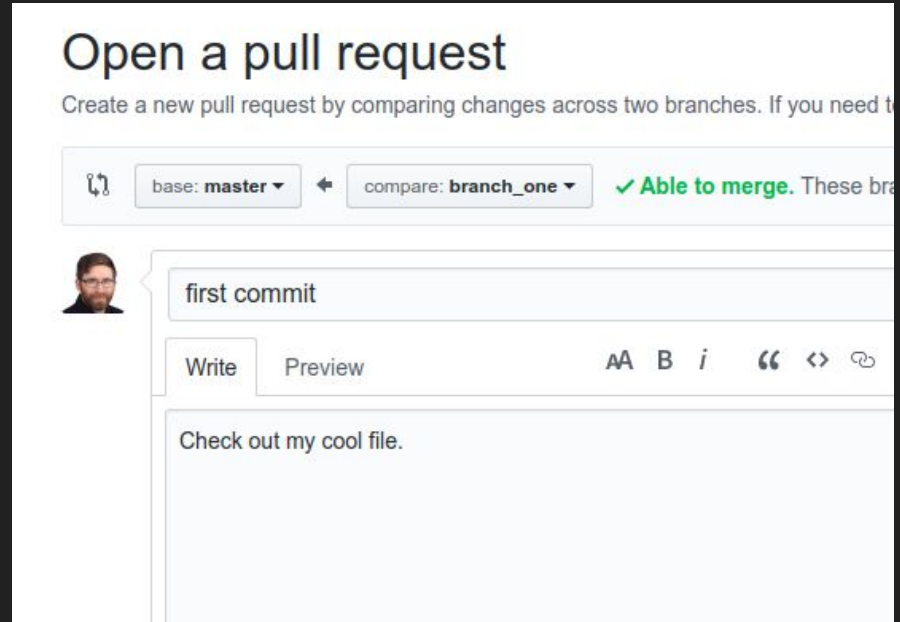 Open a pull request
Create a new pull request by comparing changes across two branches. If you need
base: master compare: branch_one Able to merge. These
first commit
Write Preview AA B i “ <>
Check out my cool file.